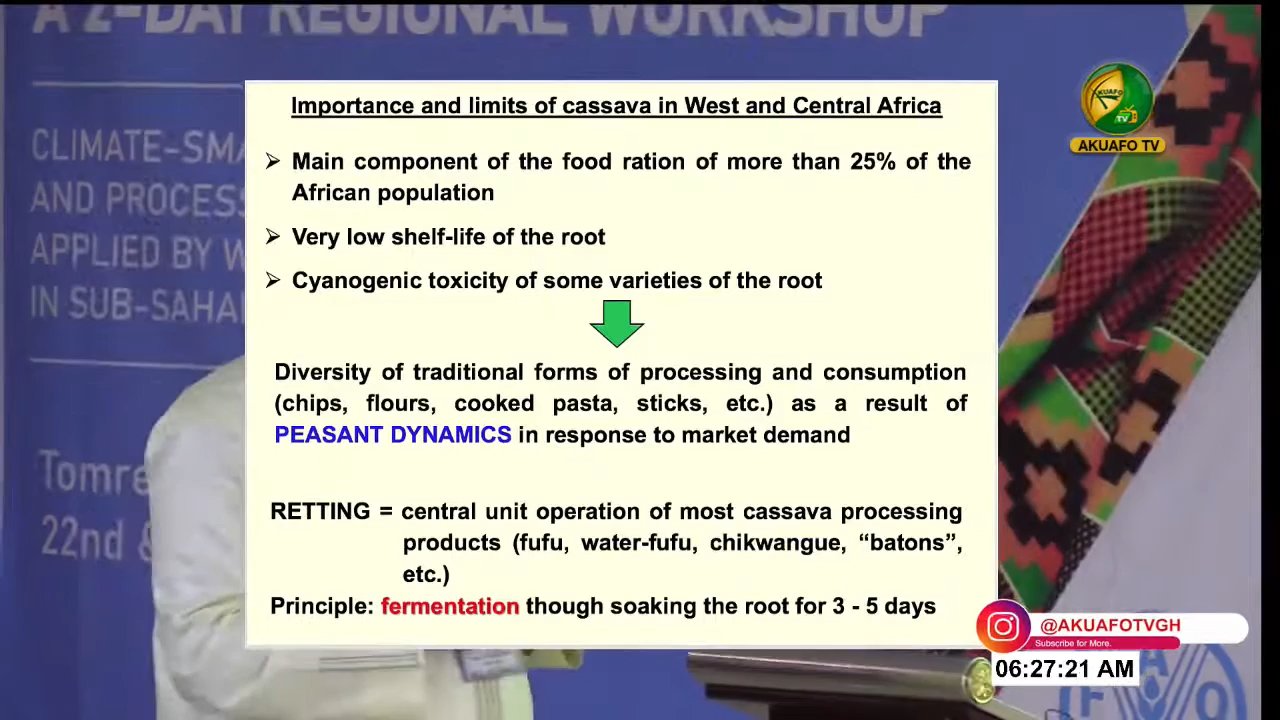 A 2-DAY REGIONAL WORKSHOP
CLIMATE-SMA
AND PROCESS
APPLIED BY W
IN SUB-SAHA
Tomre
22nd &
Importance and limits of cassava in West and Central Africa
➢ Main component of the food ration of more than 25% of the
African population
➢ Very low shelf-life of the root
➢ Cyanogenic toxicity of some varieties of the root
Diversity of traditional forms of processing and consumption
(chips, flours, cooked pasta, sticks, etc.) as a result of
PEASANT DYNAMICS in response to market demand
RETTING = central unit operation of most cassava processing
products (fufu, water-fufu, chikwangue, “batons”,
etc.)
Principle: fermentation though soaking the root for 3 - 5 days
AKUAFO
TV
AKUAFO TV
@AKUAFOTVGH
Subscribe for More.
06:27:21 AM
F A O